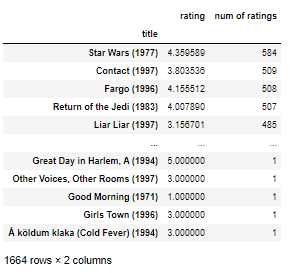 rating num of ratings
title
Star Wars (1977) 4.359589 584
Contact (1997) 3.803536 509
Fargo (1996) 4.155512 508
Return of the Jedi (1983) 4.007890 507
Liar Liar (1997) 3.156701 485
... ... ...
Great Day in Harlem, A (1994) 5.000000 1
Other Voices, Other Rooms (1997) 3.000000 1
Good Morning (1971) 1.000000 1
Girls Town (1996) 3.000000 1
Á köldum klaka (Cold Fever) (1994) 3.000000 1
1664 rows × 2 columns